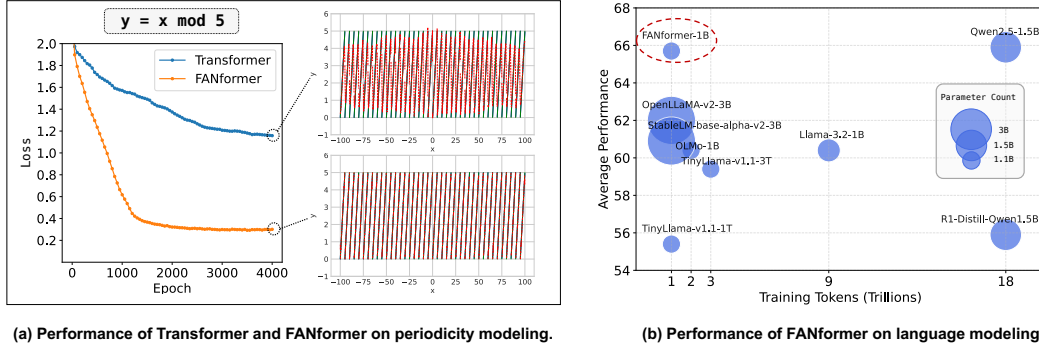 y = x mod 5
Loss
2.0
1.8
1.6
1.4
1.2
1.0
0.8
0.6
0.4
0.2
Transformer
FANformer
0 1000 2000 3000 4000
Epoch
y
6
5
4
3
2
1
0
−1
−100 −75 −50 −25 0 25 50 75 100
x
y
6
5
4
3
2
1
0
−1
−100 −75 −50 −25 0 25 50 75 100
x
(a) Performance of Transformer and FANformer on periodicity modeling.
Average Performance
68
66
64
62
60
58
56
54
FANformer-1B
Qwen2.5-1.5B
OpenLLaMA-v2-3B
StableLM-base-alpha-v2-3B
OLMo-1B
TinyLlama-v1.1-3T
Llama-3.2-1B
TinyLlama-v1.1-1T
R1-Distill-Qwen1.5B
Parameter Count
3B
1.5B
1.1B
1 2 3 9 18
Training Tokens (Trillions)
(b) Performance of FANformer on language modeling